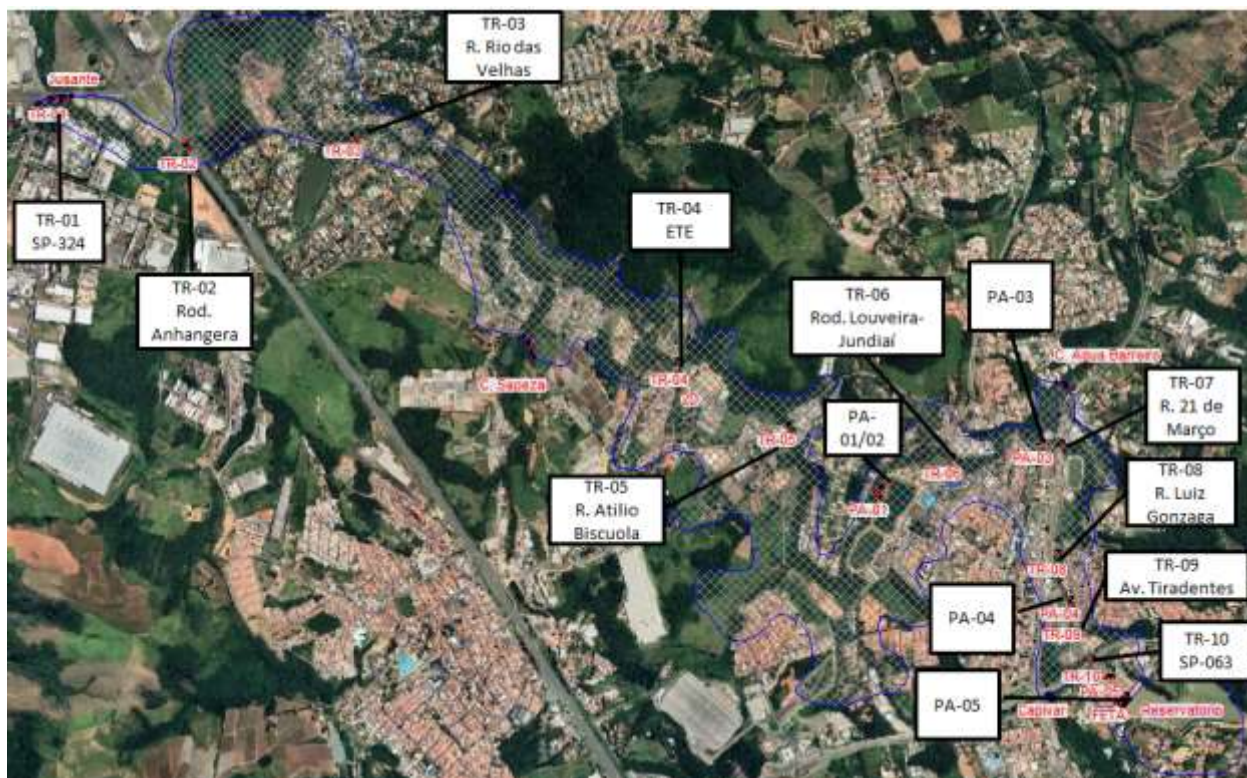 TR-03
R. Rio das
Velhas
Jusante
TR-01
TR-02
TR-03
TR-01
SP-324
TR-02
Rod.
Anhangera
TR-04
ETE
TR-06
Rod. Louveira-
Jundiaí
PA-03
C. Água Barreiro
TR-07
R. 21 de
Março
TR-04
TR-05
PA-
01/02
TR-06
PA-03
PA-01
TR-05
R. Atilio
Biscuola
TR-08
R. Luiz
Gonzaga
TR-08
TR-09
Av. Tiradentes
PA-04
PA-04
TR-09
TR-10
SP-063
TR-10
PA-05
PA-05
Reservatório